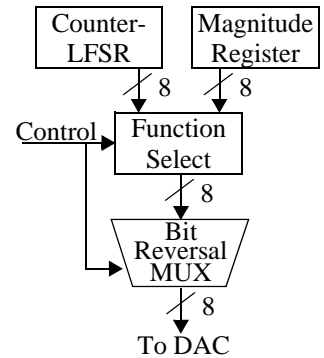 Counter-
LFSR
Magnitude
Register
8
8
Control
Function
Select
8
Bit
Reversal
MUX
8
To DAC